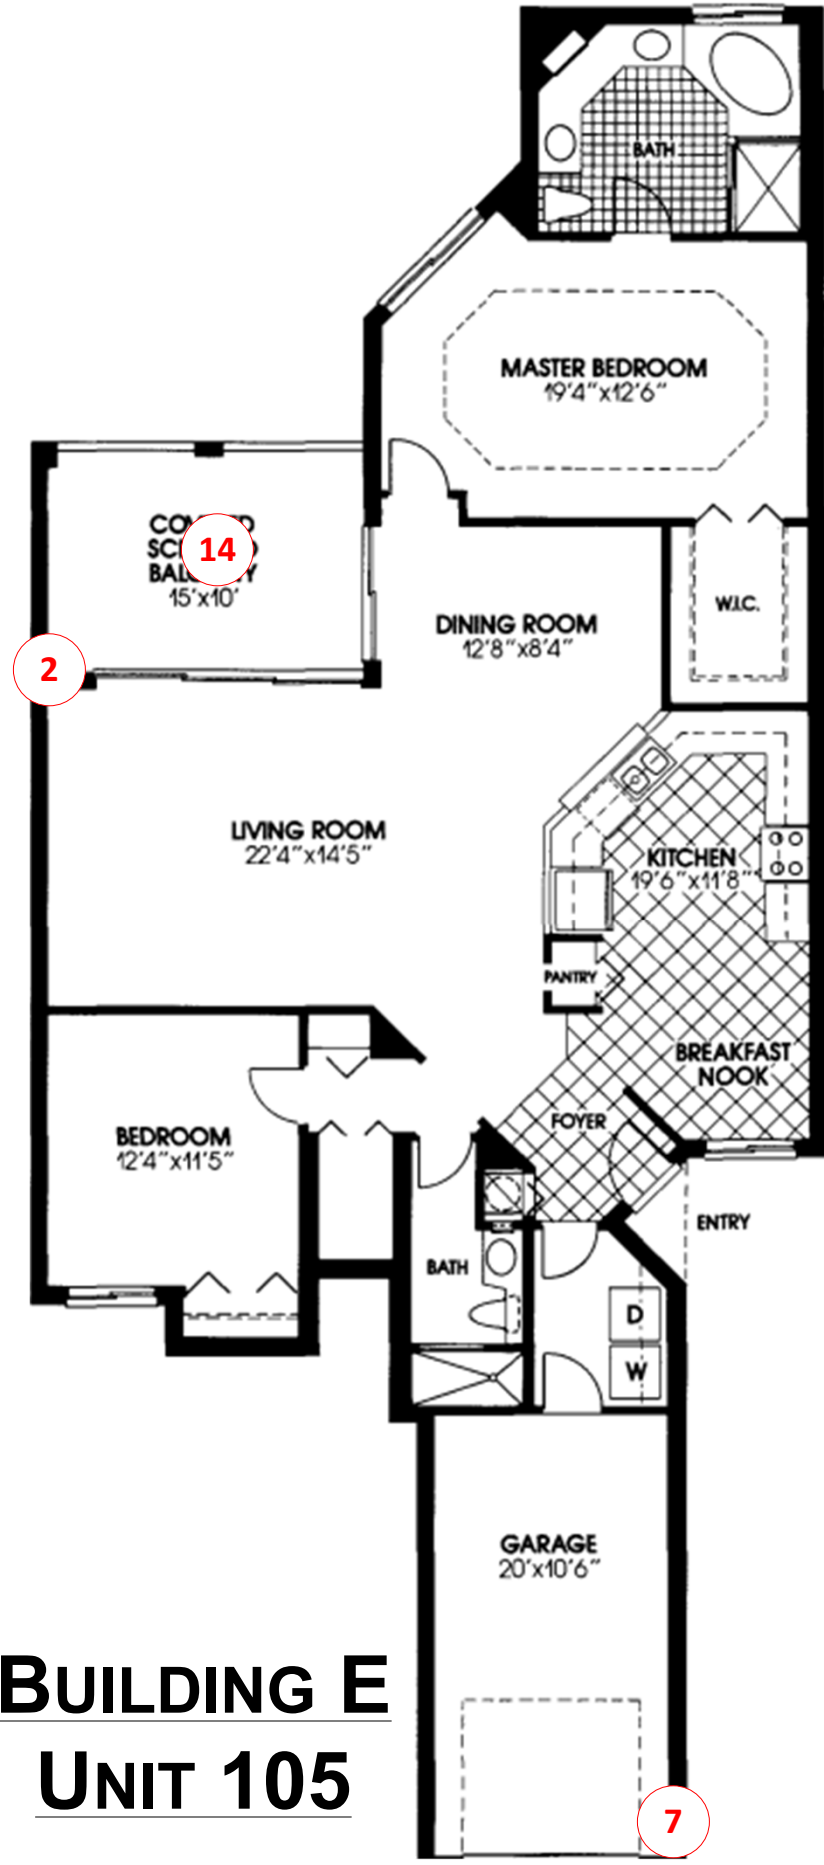 BATH
MASTER BEDROOM
19'4"x12'6"
14
15'x10'
2
DINING ROOM
12'8"x8'4"
W.I.C.
LIVING ROOM
22'4"x14'5"
KITCHEN
19'6"x11'8"
PANTRY
BREAKFAST
NOOK
BEDROOM
12'4"x11'5"
FOYER
ENTRY
BATH
D
W
GARAGE
20'x10'6"
BUILDING E
UNIT 105
7